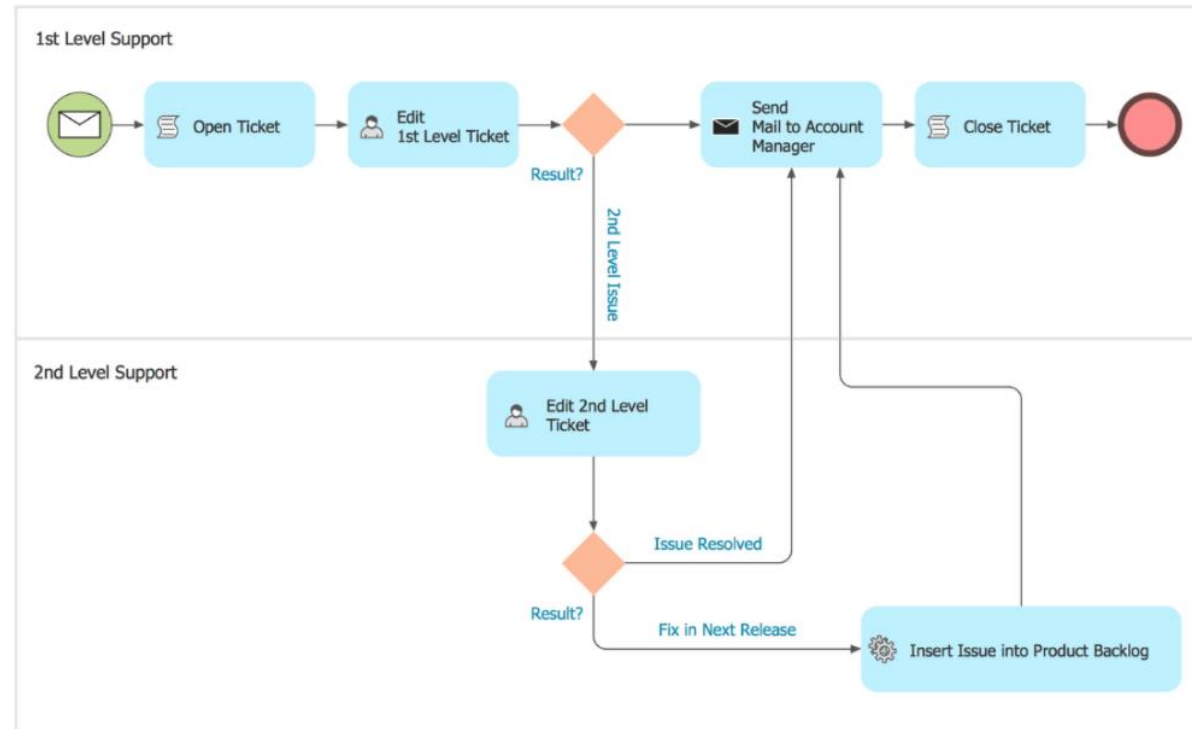 1st Level Support
Open Ticket
Edit
1st Level Ticket
Result?
Send
Mail to Account
Manager
Close Ticket
2nd Level Issue
2nd Level Support
Edit 2nd Level
Ticket
Issue Resolved
Result?
Fix in Next Release
Insert Issue into Product Backlog